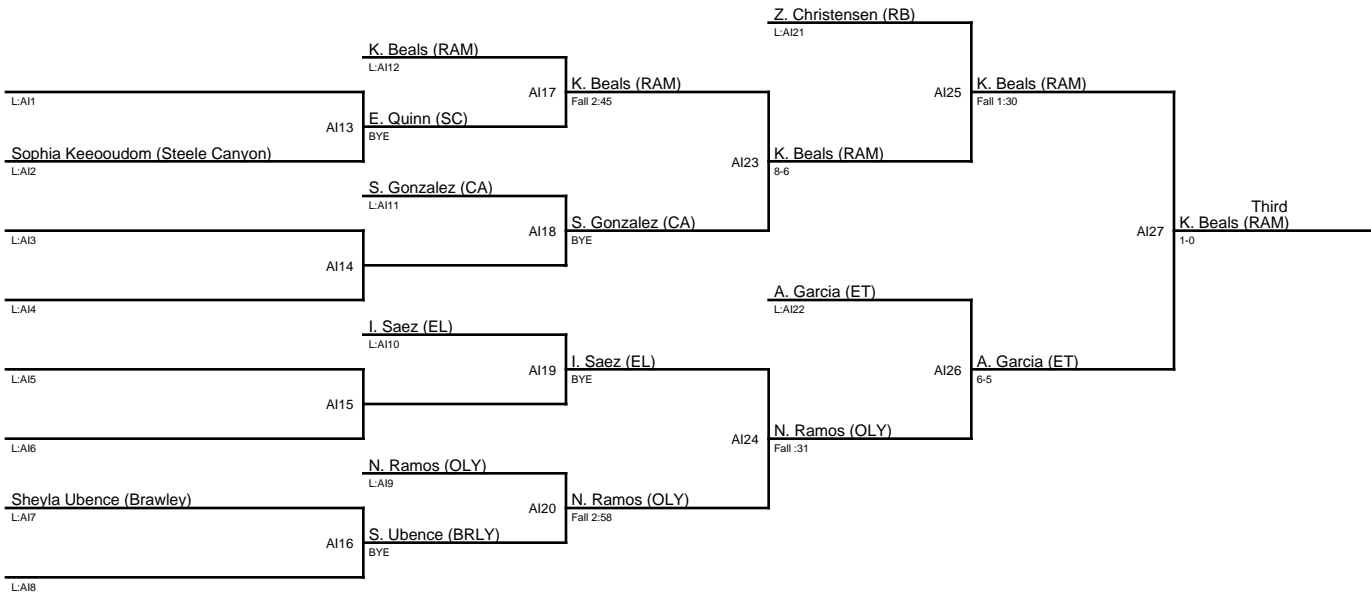 Z. Christensen (RB)
L:AI21
K. Beals (RAM)
L:AI12
AI17
K. Beals (RAM)
Fall 2:45
AI25
K. Beals (RAM)
Fall 1:30
L:AI1
AI13
E. Quinn (SC)
BYE
Sophia Keeooudom (Steele Canyon)
L:AI2
AI23
K. Beals (RAM)
8-6
S. Gonzalez (CA)
L:AI11
AI18
S. Gonzalez (CA)
BYE
AI27
Third
K. Beals (RAM)
1-0
L:AI3
AI14
L:AI4
A. Garcia (ET)
L:AI22
I. Saez (EL)
L:AI10
AI19
I. Saez (EL)
BYE
AI26
A. Garcia (ET)
6-5
L:AI5
AI15
L:AI6
AI24
N. Ramos (OLY)
Fall :31
N. Ramos (OLY)
L:AI9
AI20
N. Ramos (OLY)
Fall 2:58
Sheyla Ubence (Brawley)
L:AI7
AI16
S. Ubence (BRLY)
BYE
L:AI8